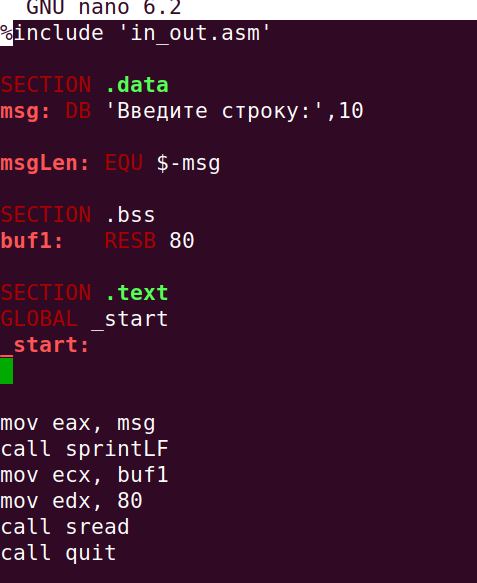 GNU nano 6.2
%include 'in_out.asm'
SECTION .data
msg: DB 'Введите строку:',10
msgLen: EQU $-msg
SECTION .bss
buf1:   RESB 80
SECTION .text
GLOBAL _start
_start:
mov eax, msg
call sprintLF
mov ecx, buf1
mov edx, 80
call sread
call quit